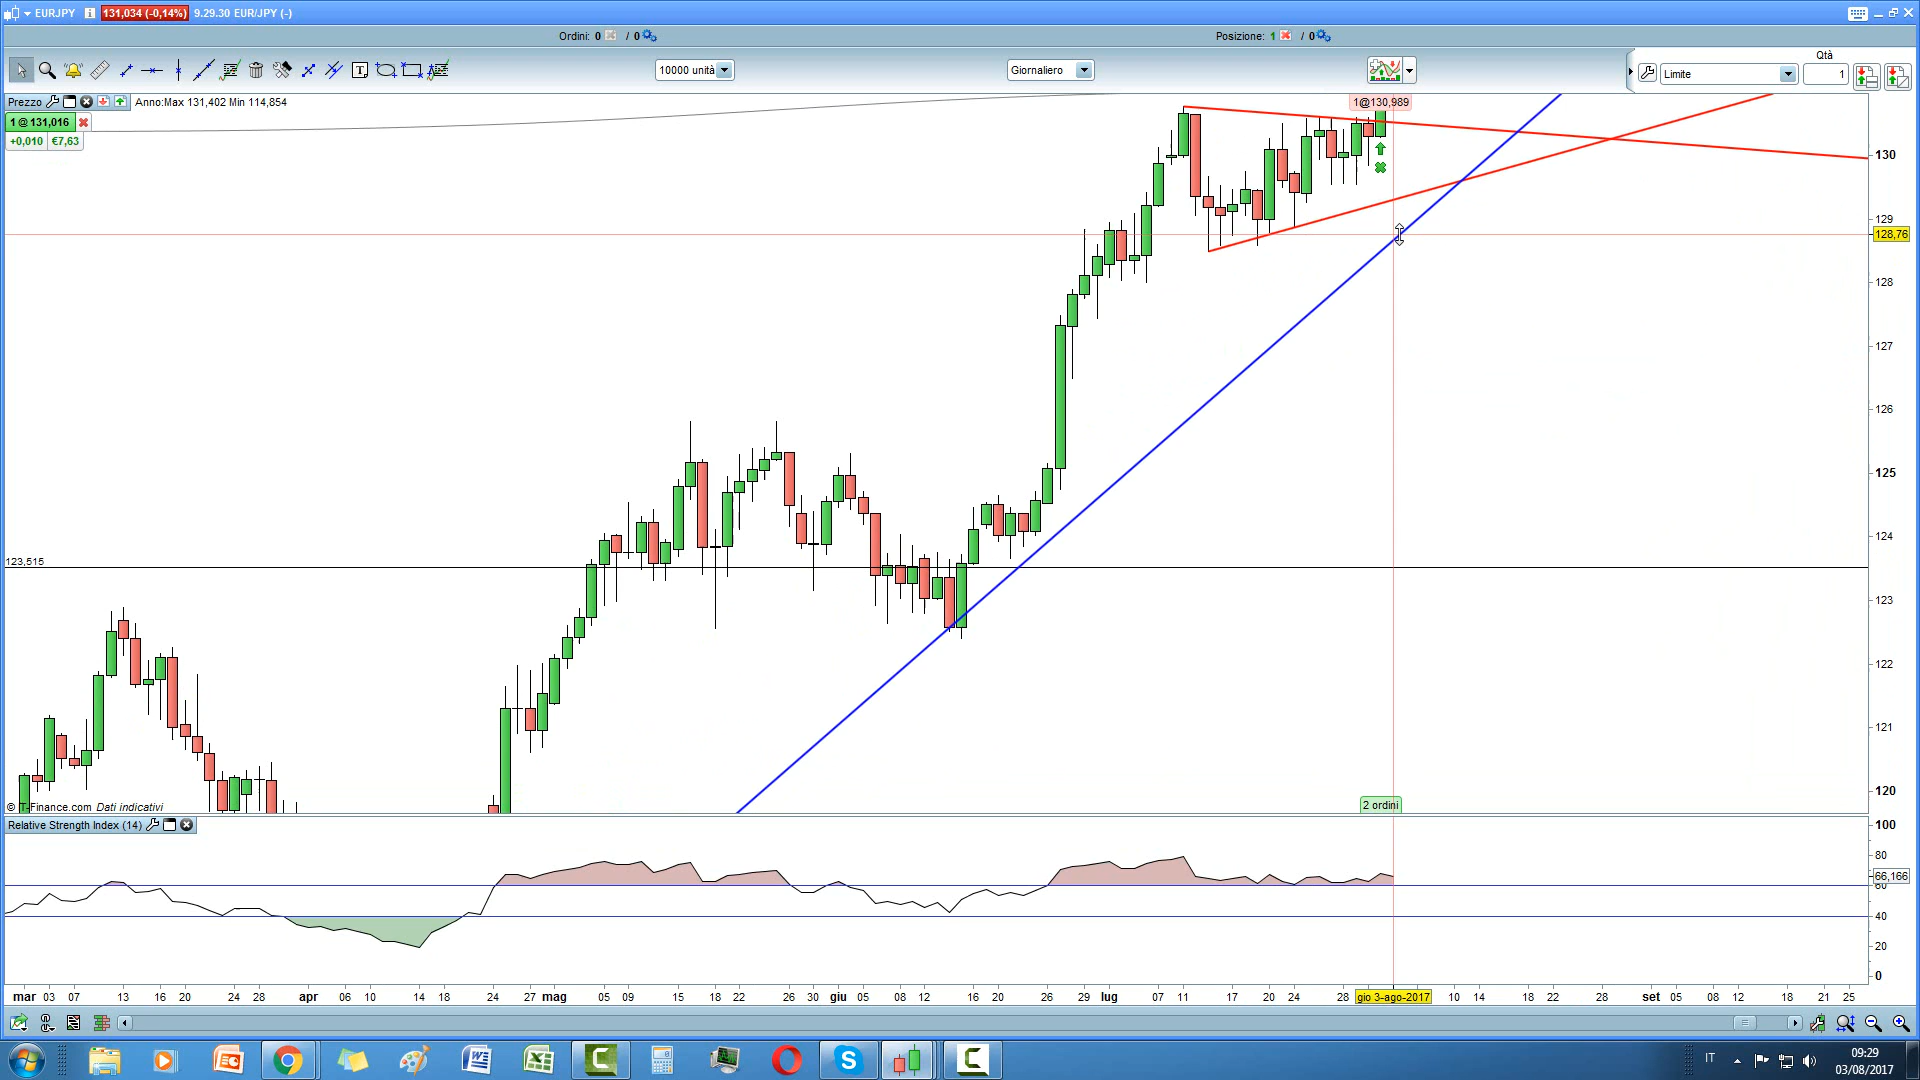 EURJPY 131,034 (-0,14%) 9.29.30 EUR/JPY (-)
Ordini: 0 / 0 Posizione: 1 / 0
10000 unità Giornaliero Limite Qtà 1
Prezzo Anno:Max 131,402 Min 114,854
1@130,989
1 @ 131,016
+0,010 €7,63
130
129
128,76
128
127
126
125
124
123,515
123
122
121
120
© T-Finance.com Dati indicativi
2 ordini
Relative Strength Index (14)
100
80
66,166
60
40
20
0
mar 03 07 13 16 20 24 28 apr 06 10 14 18 24 27 mag 05 09 15 18 22 26 30 giu 05 08 12 16 20 26 29 lug 07 11 17 20 24 28 gio 3-ago-2017 10 14 18 22 28 set 05 08 12 18 21 25
IT 09:29
03/08/2017